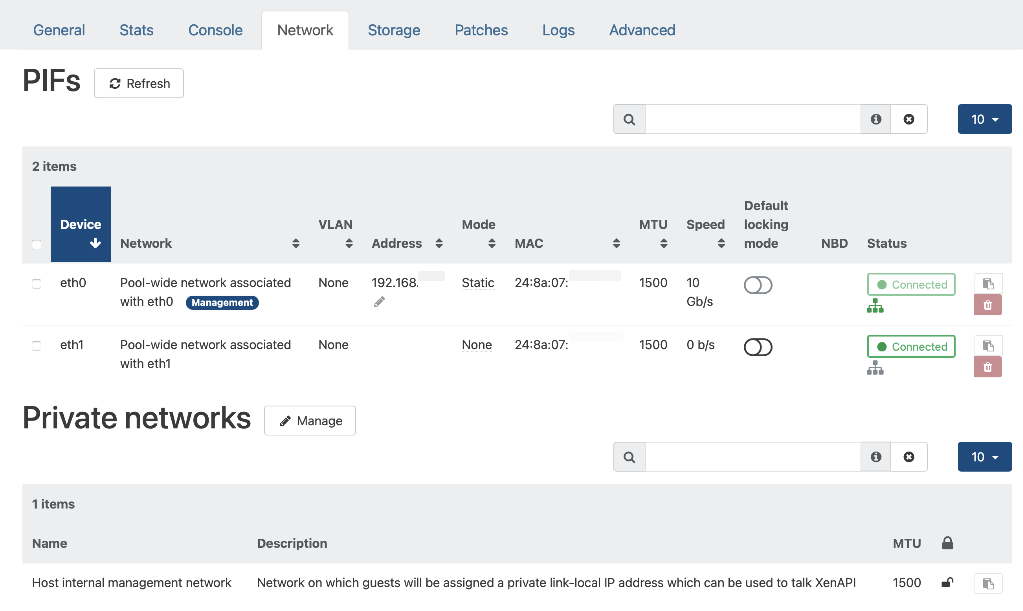 General Stats Console Network Storage Patches Logs Advanced
PIFs Refresh
10
2 items
Device Network VLAN Address Mode MAC MTU Speed Default locking mode NBD Status
eth0 Pool-wide network associated None 192.168. Static 24:8a:07: 1500 10 Connected
with eth0 Management Gb/s
eth1 Pool-wide network associated None None 24:8a:07: 1500 0 b/s Connected
with eth1
Private networks Manage
10
1 items
Name Description MTU
Host internal management network Network on which guests will be assigned a private link-local IP address which can be used to talk XenAPI 1500